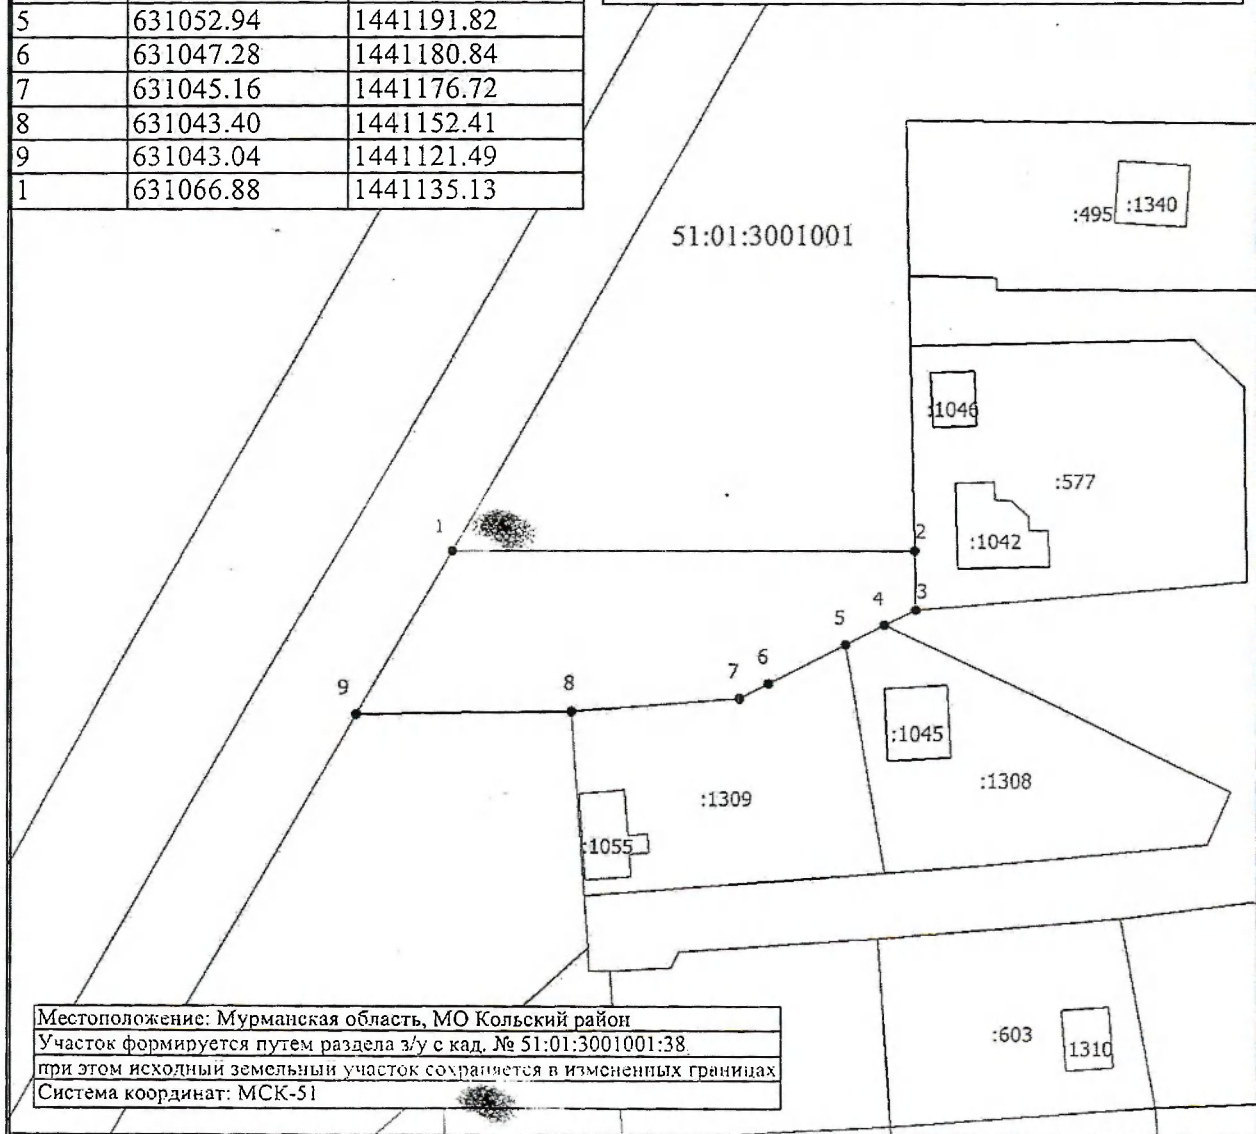 5 631052.94 1441191.82
6 631047.28 1441180.84
7 631045.16 1441176.72
8 631043.40 1441152.41
9 631043.04 1441121.49
1 631066.88 1441135.13
51:01:3001001
:495
:1340
:1046
:577
:1042
1
2
3
4
5
6
7
8
9
:1045
:1308
:1309
:1055
:603
1310
Местоположение: Мурманская область, МО Кольский район
Участок формируется путем раздела з/у с кад. № 51:01:3001001:38
при этом исходный земельный участок сохраняется в измененных границах
Система координат: МСК-51